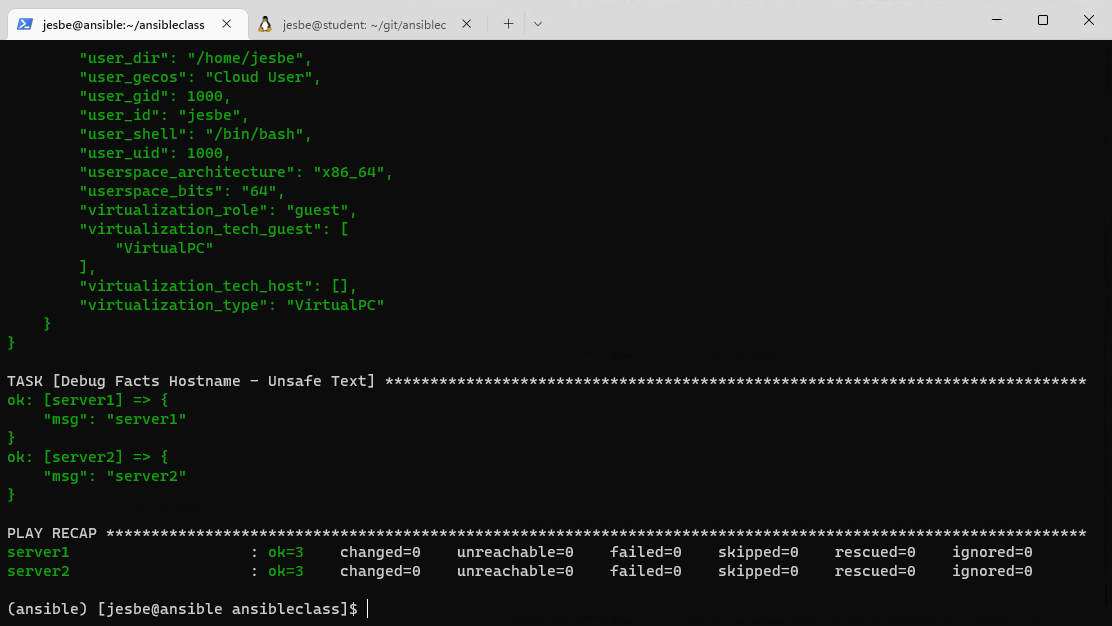 jesbe@ansible:~/ansibleclass
jesbe@student: ~/git/ansiblec
        "user_dir": "/home/jesbe",
        "user_gecos": "Cloud User",
        "user_gid": 1000,
        "user_id": "jesbe",
        "user_shell": "/bin/bash",
        "user_uid": 1000,
        "userspace_architecture": "x86_64",
        "userspace_bits": "64",
        "virtualization_role": "guest",
        "virtualization_tech_guest": [
            "VirtualPC"
        ],
        "virtualization_tech_host": [],
        "virtualization_type": "VirtualPC"
    }
}
TASK [Debug Facts Hostname - Unsafe Text] ******************************************************************************
ok: [server1] => {
    "msg": "server1"
}
ok: [server2] => {
    "msg": "server2"
}
PLAY RECAP *************************************************************************************************************
server1                    : ok=3    changed=0    unreachable=0    failed=0    skipped=0    rescued=0    ignored=0
server2                    : ok=3    changed=0    unreachable=0    failed=0    skipped=0    rescued=0    ignored=0
(ansible) [jesbe@ansible ansibleclass]$